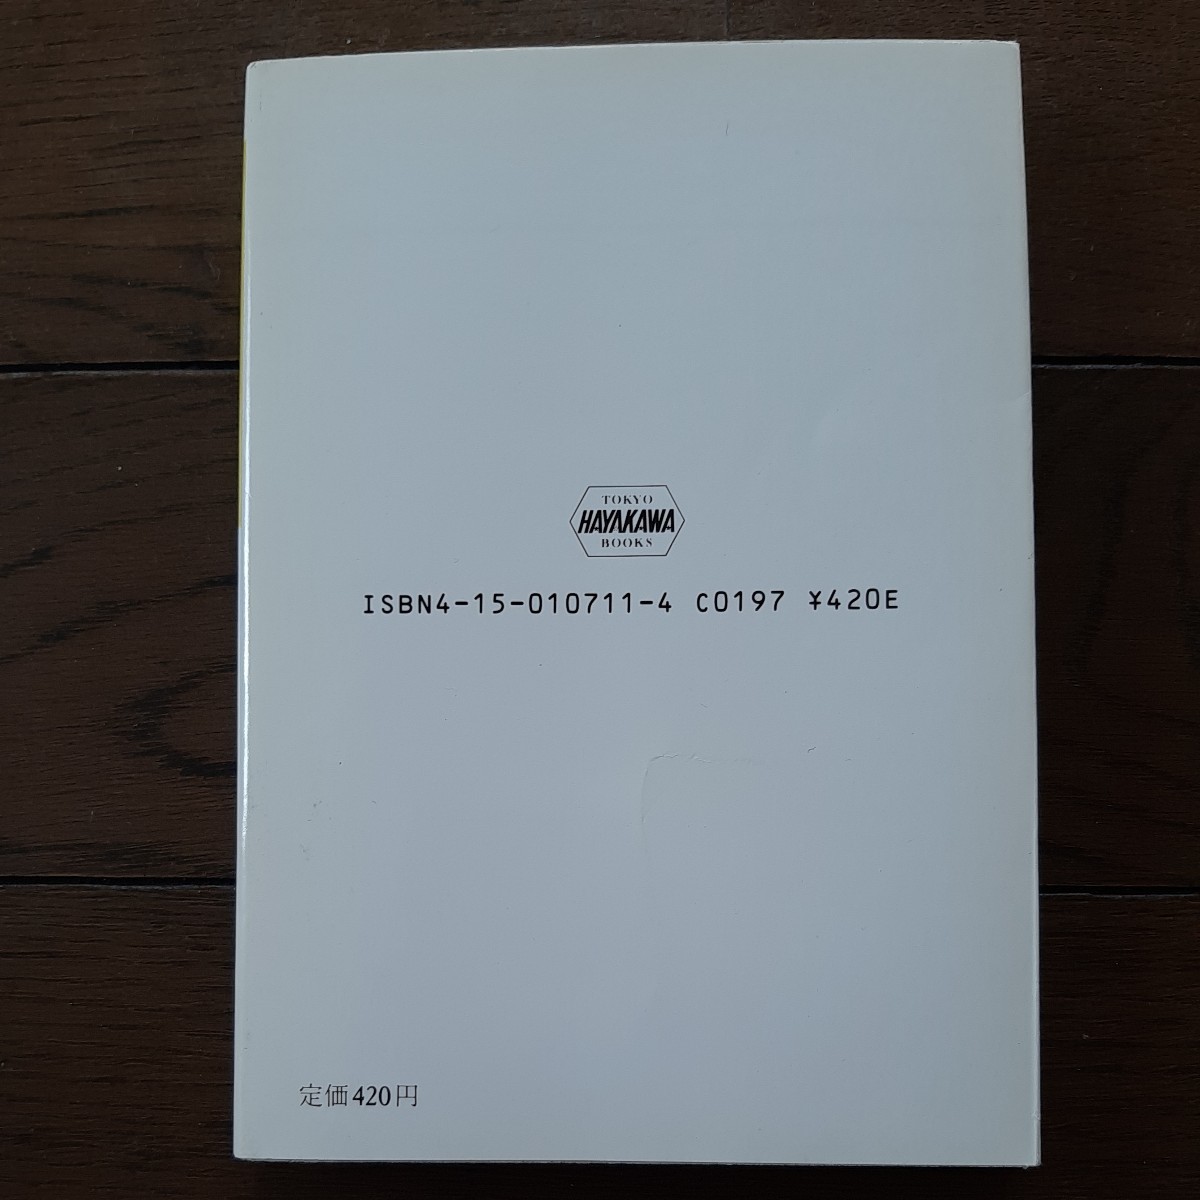 TOKYO
HAYAKAWA
BOOKS
ISBN4-15-010711-4 C0197 ¥420E
定価420円